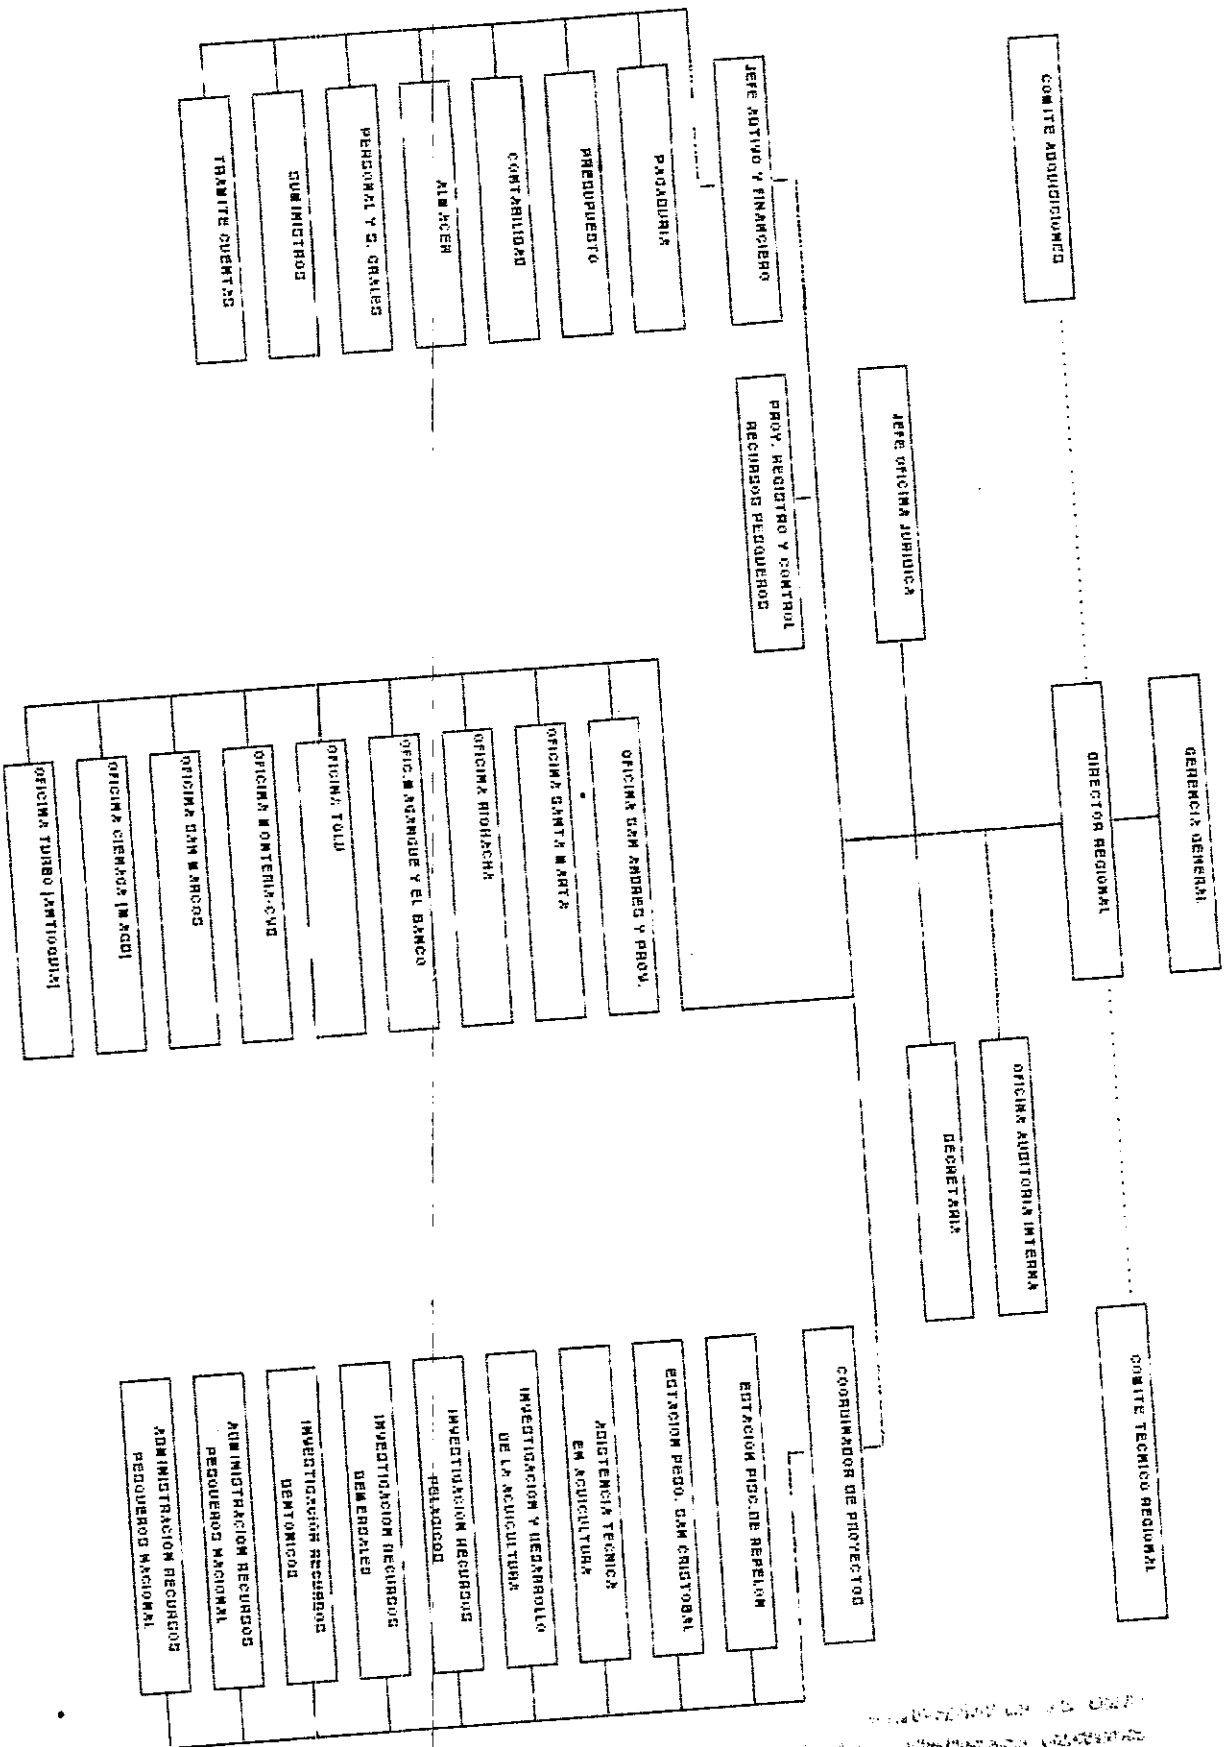 GERENCIA GENERAL
COMITE ADQUISICIONES
DIRECTOR REGIONAL
COMITE TECNICO REGIONAL
OFICINA AUDITORIA INTERNA
JEFE OFICINA JURIDICA
SECRETARIA
JEFE ADTIVO Y FINANCIERO
PROY. REGISTRO Y CONTROL
RECURSOS PESQUEROS
COORDINADOR DE PROYECTOS
PAGADURIA
PRESUPUESTO
CONTABILIDAD
ALMACEN
PERSONAL Y S. GRALES
SUMINISTROS
TRAMITE CUENTAS
OFICINA SAN ANDRES Y PROV.
OFICINA SANTA MARTA
OFICINA RIOHACHA
OFIC. MAGANGUE Y EL BANCO
OFICINA TOLU
OFICINA MONTERIA-CVS
OFICINA SAN MARCOS
OFICINA CIENAGA [MAGD]
OFICINA TURBO [ANTIOQUIA]
ESTACION PISC. DE REPELON
ESTACION PESQ. SAN CRISTOBAL
ASISTENCIA TECNICA
EN ACUICULTURA
INVESTIGACION Y DESARROLLO
DE LA ACUICULTURA
INVESTIGACION RECURSOS
PELAGICOS
INVESTIGACION RECURSOS
DEMERSALES
INVESTIGACION RECURSOS
BENTONICOS
ADMINISTRACION RECURSOS
PESQUEROS NACIONAL
ADMINISTRACION RECURSOS
PESQUEROS NACIONAL